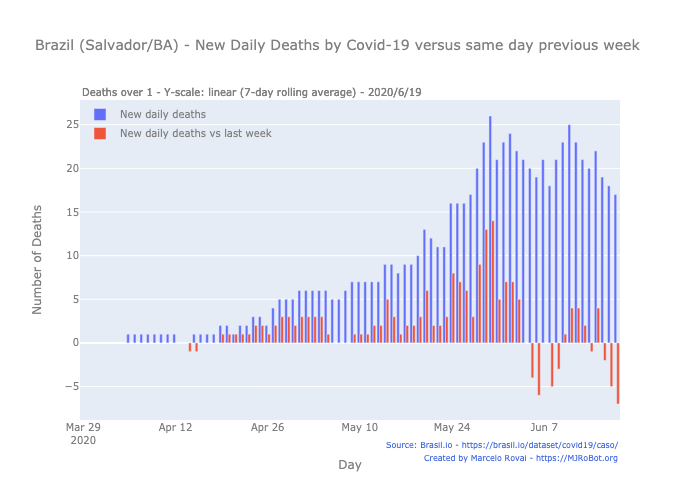 Brazil (Salvador/BA) - New Daily Deaths by Covid-19 versus same day previous week
Deaths over 1 - Y-scale: linear (7-day rolling average) - 2020/6/19
New daily deaths
New daily deaths vs last week
25
20
15
10
5
0
−5
Number of Deaths
Mar 29
2020
Apr 12
Apr 26
May 10
May 24
Jun 7
Day
Source: Brasil.io - https://brasil.io/dataset/covid19/caso/
Created by Marcelo Rovai - https://MJRoBot.org